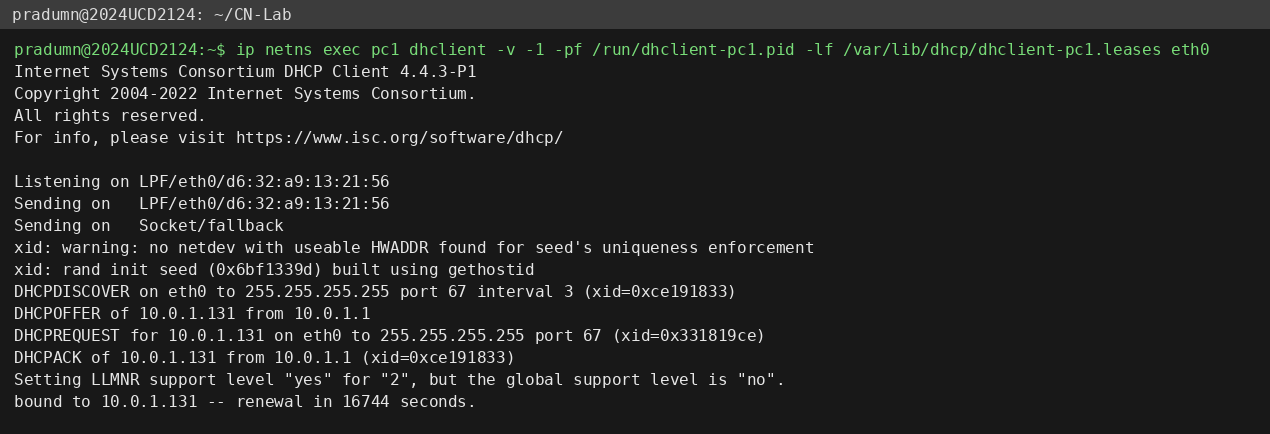 pradumn@2024UCD2124: ~/CN-Lab
pradumn@2024UCD2124:~$ ip netns exec pc1 dhclient -v -1 -pf /run/dhclient-pc1.pid -lf /var/lib/dhcp/dhclient-pc1.leases eth0
Internet Systems Consortium DHCP Client 4.4.3-P1
Copyright 2004-2022 Internet Systems Consortium.
All rights reserved.
For info, please visit https://www.isc.org/software/dhcp/

Listening on LPF/eth0/d6:32:a9:13:21:56
Sending on   LPF/eth0/d6:32:a9:13:21:56
Sending on   Socket/fallback
xid: warning: no netdev with useable HWADDR found for seed's uniqueness enforcement
xid: rand init seed (0x6bf1339d) built using gethostid
DHCPDISCOVER on eth0 to 255.255.255.255 port 67 interval 3 (xid=0xce191833)
DHCPOFFER of 10.0.1.131 from 10.0.1.1
DHCPREQUEST for 10.0.1.131 on eth0 to 255.255.255.255 port 67 (xid=0x331819ce)
DHCPACK of 10.0.1.131 from 10.0.1.1 (xid=0xce191833)
Setting LLMNR support level "yes" for "2", but the global support level is "no".
bound to 10.0.1.131 -- renewal in 16744 seconds.